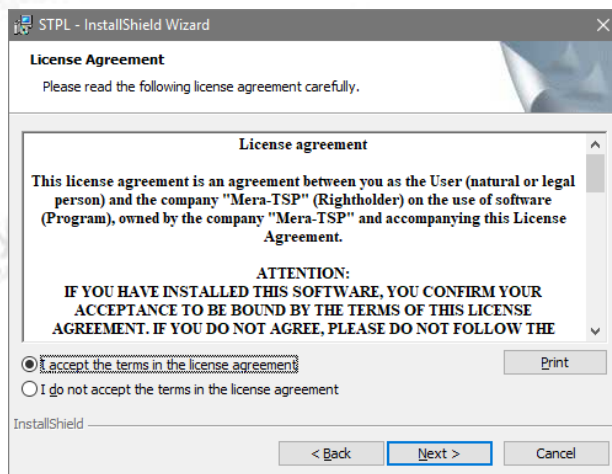 STPL - InstallShield Wizard
License Agreement
Please read the following license agreement carefully.
License agreement
This license agreement is an agreement between you as the User (natural or legal
person) and the company "Mera-TSP" (Rightholder) on the use of software
(Program), owned by the company "Mera-TSP" and accompanying this License
Agreement.
ATTENTION:
IF YOU HAVE INSTALLED THIS SOFTWARE, YOU CONFIRM YOUR
ACCEPTANCE TO BE BOUND BY THE TERMS OF THIS LICENSE
AGREEMENT. IF YOU DO NOT AGREE, PLEASE DO NOT FOLLOW THE
I accept the terms in the license agreement
Print
I do not accept the terms in the license agreement
InstallShield
< Back
Next >
Cancel